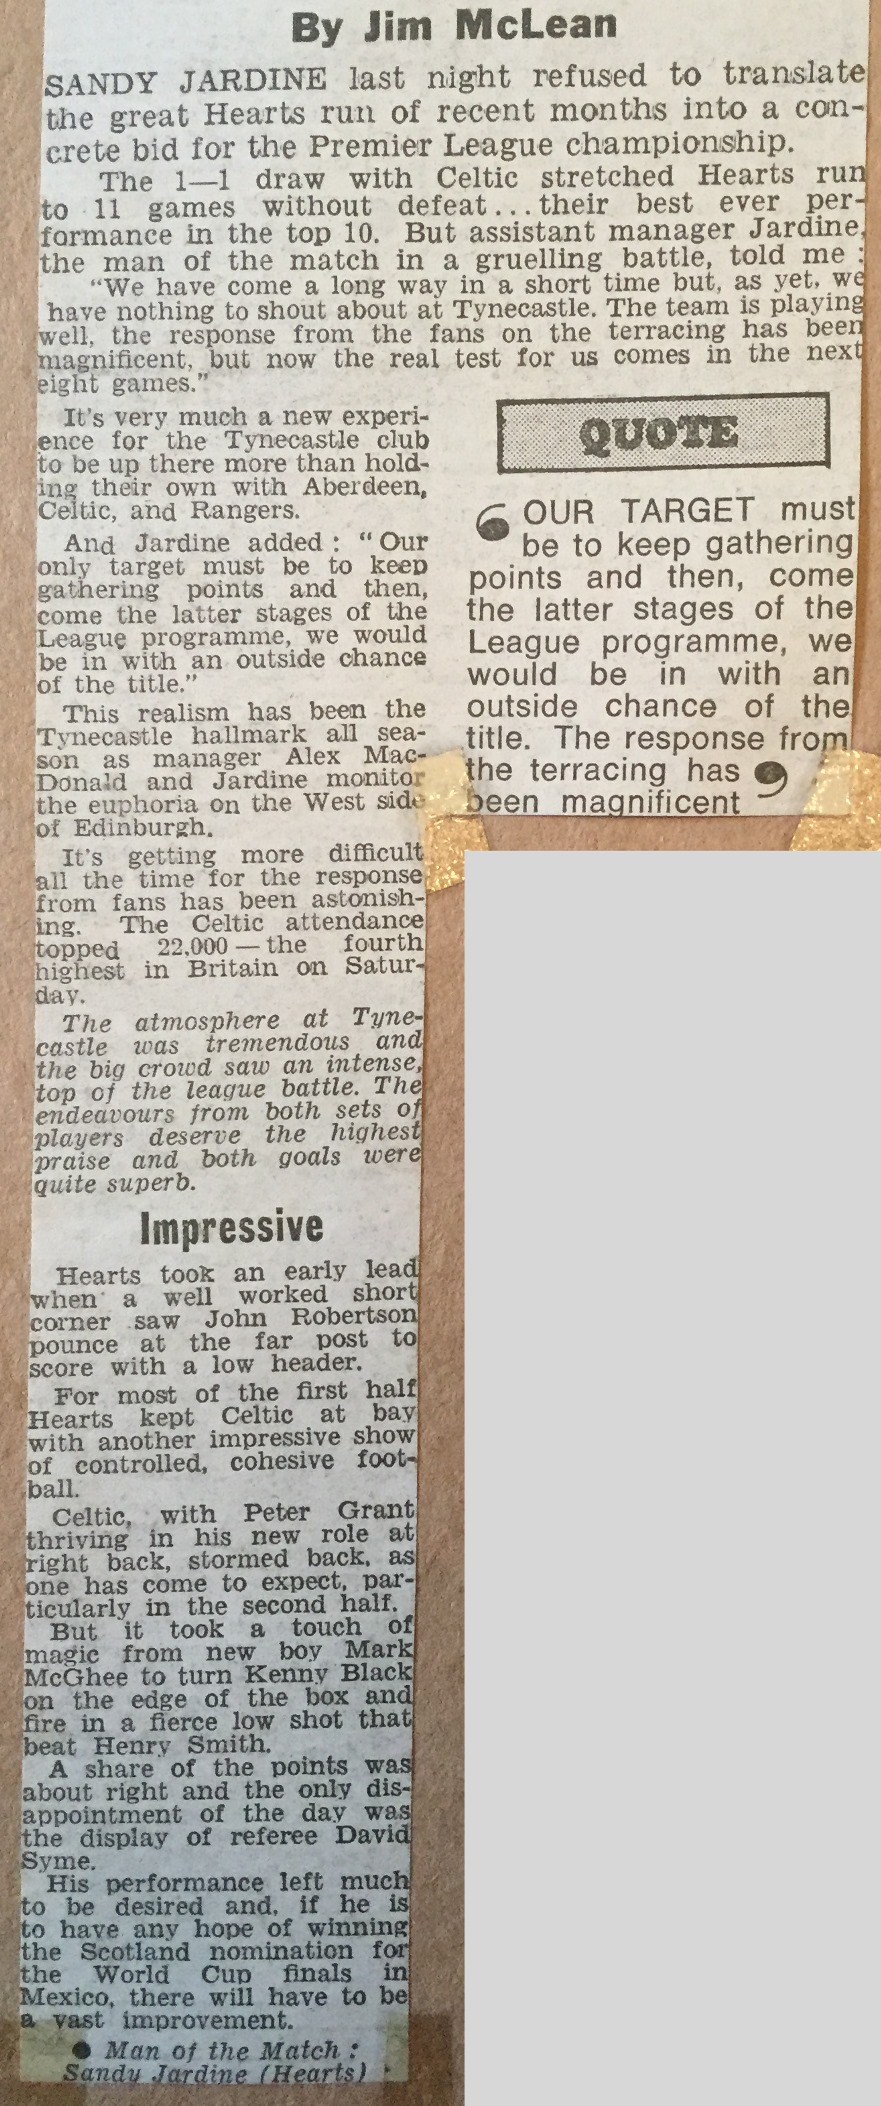 By Jim McLean
SANDY JARDINE last night refused to translate
the great Hearts run of recent months into a con-
crete bid for the Premier League championship.
The 1—1 draw with Celtic stretched Hearts run
to 11 games without defeat... their best ever per-
formance in the top 10. But assistant manager Jardine,
the man of the match in a gruelling battle, told me :
"We have come a long way in a short time but, as yet, we
have nothing to shout about at Tynecastle. The team is playing
well, the response from the fans on the terracing has been
magnificent, but now the real test for us comes in the next
eight games."
It's very much a new experi-
ence for the Tynecastle club
to be up there more than hold-
ing their own with Aberdeen,
Celtic, and Rangers.
And Jardine added : "Our
only target must be to keep
gathering points and then,
come the latter stages of the
League programme, we would
be in with an outside chance
of the title."
This realism has been the
Tynecastle hallmark all sea-
son as manager Alex Mac-
Donald and Jardine monitor
the euphoria on the West side
of Edinburgh.
It's getting more difficult
all the time for the response
from fans has been astonish-
ing. The Celtic attendance
topped 22,000 — the fourth
highest in Britain on Satur-
day.
The atmosphere at Tyne-
castle was tremendous and
the big crowd saw an intense,
top of the league battle. The
endeavours from both sets of
players deserve the highest
praise and both goals were
quite superb.
Impressive
Hearts took an early lead
when a well worked short
corner saw John Robertson
pounce at the far post to
score with a low header.
For most of the first half
Hearts kept Celtic at bay
with another impressive show
of controlled, cohesive foot-
ball.
Celtic, with Peter Grant
thriving in his new role at
right back, stormed back, as
one has come to expect, par-
ticularly in the second half.
But it took a touch of
magic from new boy Mark
McGhee to turn Kenny Black
on the edge of the box and
fire in a fierce low shot that
beat Henry Smith.
A share of the points was
about right and the only dis-
appointment of the day was
the display of referee David
Syme.
His performance left much
to be desired and, if he is
to have any hope of winning
the Scotland nomination for
the World Cup finals in
Mexico, there will have to be
a vast improvement.
● Man of the Match :
Sandy Jardine (Hearts)
QUOTE
‘OUR TARGET must
be to keep gathering
points and then, come
the latter stages of the
League programme, we
would be in with an
outside chance of the
title. The response from
the terracing has
been magnificent’